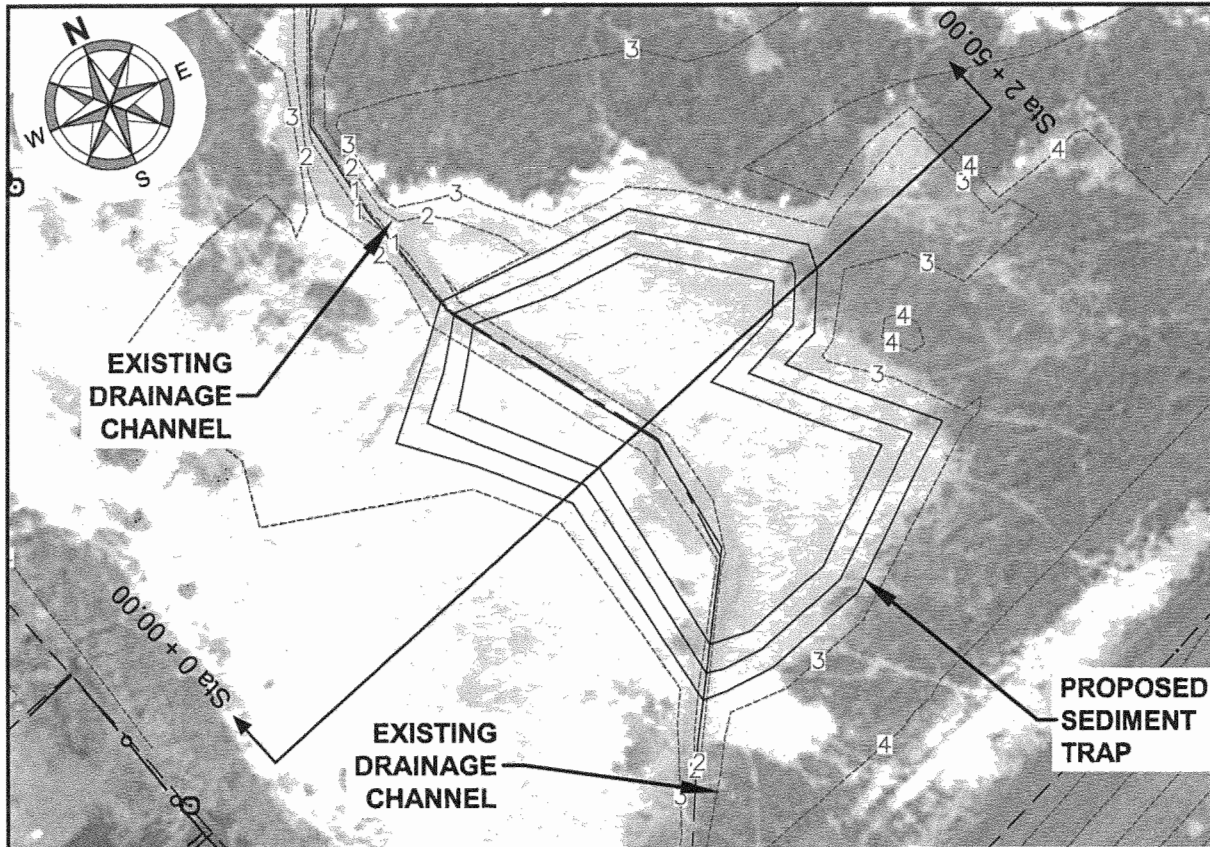 N
E
W
S
Sta 2 + 50.00
3
3
2
3
2
1
1
3
2
1
2
4
3
4
3
4
4
3
EXISTING
DRAINAGE
CHANNEL
Sta 0 + 00.00
3
PROPOSED
SEDIMENT
TRAP
EXISTING
DRAINAGE
CHANNEL
4
2
2
3